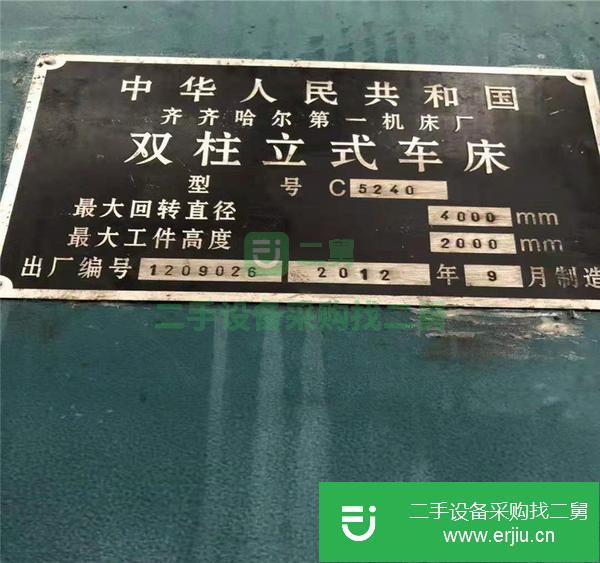 中华人民共和国
齐齐哈尔第一机床厂
双柱立式车床
型 号 C 5240
最大回转直径 4000 mm
最大工件高度 2000 mm
出厂编号 1209026 2012 年 9 月制造
二舅
二手设备采购找二舅
二手设备采购找二舅
www.erjiu.cn